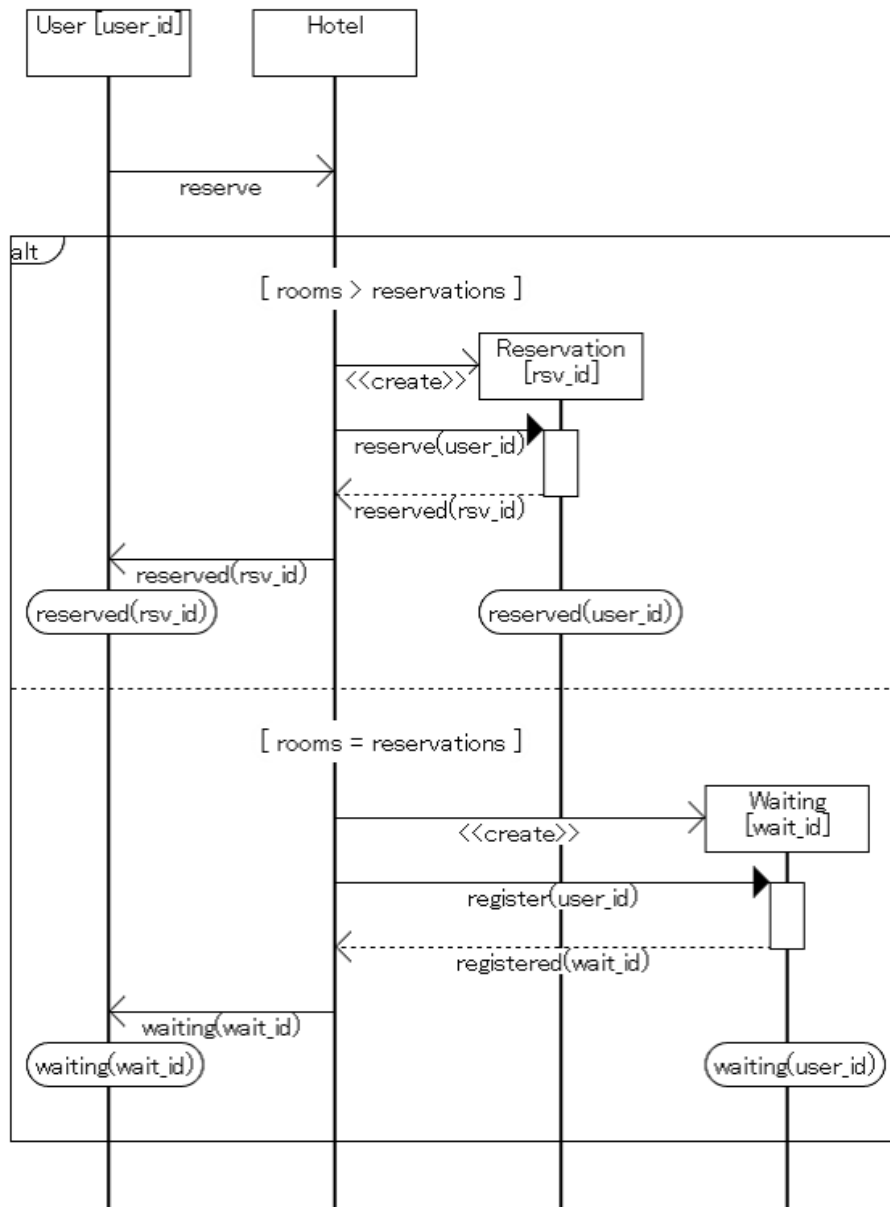 User [user_id]
Hotel
reserve
alt
[ rooms > reservations ]
Reservation
[rsv_id]
<<create>>
reserve(user_id)
reserved(rsv_id)
reserved(rsv_id)
reserved(rsv_id)
reserved(user_id)
[ rooms = reservations ]
Waiting
[wait_id]
<<create>>
register(user_id)
registered(wait_id)
waiting(wait_id)
waiting(wait_id)
waiting(user_id)